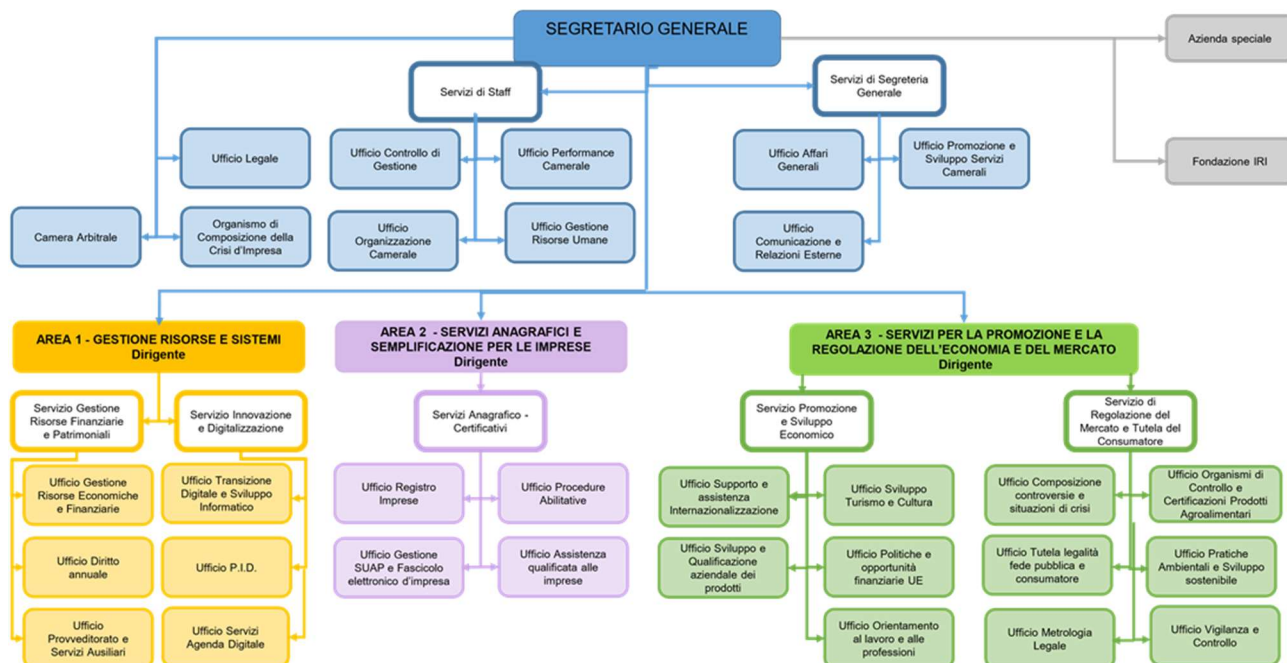 SEGRETARIO GENERALE
Azienda speciale
Fondazione IRI
Servizi di Staff
Servizi di Segreteria
Generale
Ufficio Legale
Camera Arbitrale
Organismo di
Composizione della
Crisi d'Impresa
Ufficio Controllo di
Gestione
Ufficio Performance
Camerale
Ufficio
Organizzazione
Camerale
Ufficio Gestione
Risorse Umane
Ufficio Affari
Generali
Ufficio Promozione e
Sviluppo Servizi
Camerali
Ufficio
Comunicazione e
Relazioni Esterne
AREA 1 - GESTIONE RISORSE E SISTEMI
Dirigente
Servizio Gestione
Risorse Finanziarie
e Patrimoniali
Servizio Innovazione
e Digitalizzazione
Ufficio Gestione
Risorse Economiche
e Finanziarie
Ufficio Transizione
Digitale e Sviluppo
Informatico
Ufficio Diritto
annuale
Ufficio P.I.D.
Ufficio
Provveditorato e
Servizi Ausiliari
Ufficio Servizi
Agenda Digitale
AREA 2 - SERVIZI ANAGRAFICI E
SEMPLIFICAZIONE PER LE IMPRESE
Dirigente
Servizi Anagrafico -
Certificativi
Ufficio Registro
Imprese
Ufficio Procedure
Abilitative
Ufficio Gestione
SUAP e Fascicolo
elettronico d'impresa
Ufficio Assistenza
qualificata alle
imprese
AREA 3 - SERVIZI PER LA PROMOZIONE E LA
REGOLAZIONE DELL'ECONOMIA E DEL MERCATO
Dirigente
Servizio Promozione
e Sviluppo
Economico
Servizio di
Regolazione del
Mercato e Tutela del
Consumatore
Ufficio Supporto e
assistenza
Internazionalizzazione
Ufficio Sviluppo
Turismo e Cultura
Ufficio Sviluppo e
Qualificazione
aziendale dei
prodotti
Ufficio Politiche e
opportunità
finanziarie UE
Ufficio Orientamento
al lavoro e alle
professioni
Ufficio Composizione
controversie e
situazioni di crisi
Ufficio Organismi di
Controllo e
Certificazioni Prodotti
Agroalimentari
Ufficio Tutela legalità
fede pubblica e
consumatore
Ufficio Pratiche
Ambientali e Sviluppo
sostenibile
Ufficio Metrologia
Legale
Ufficio Vigilanza e
Controllo